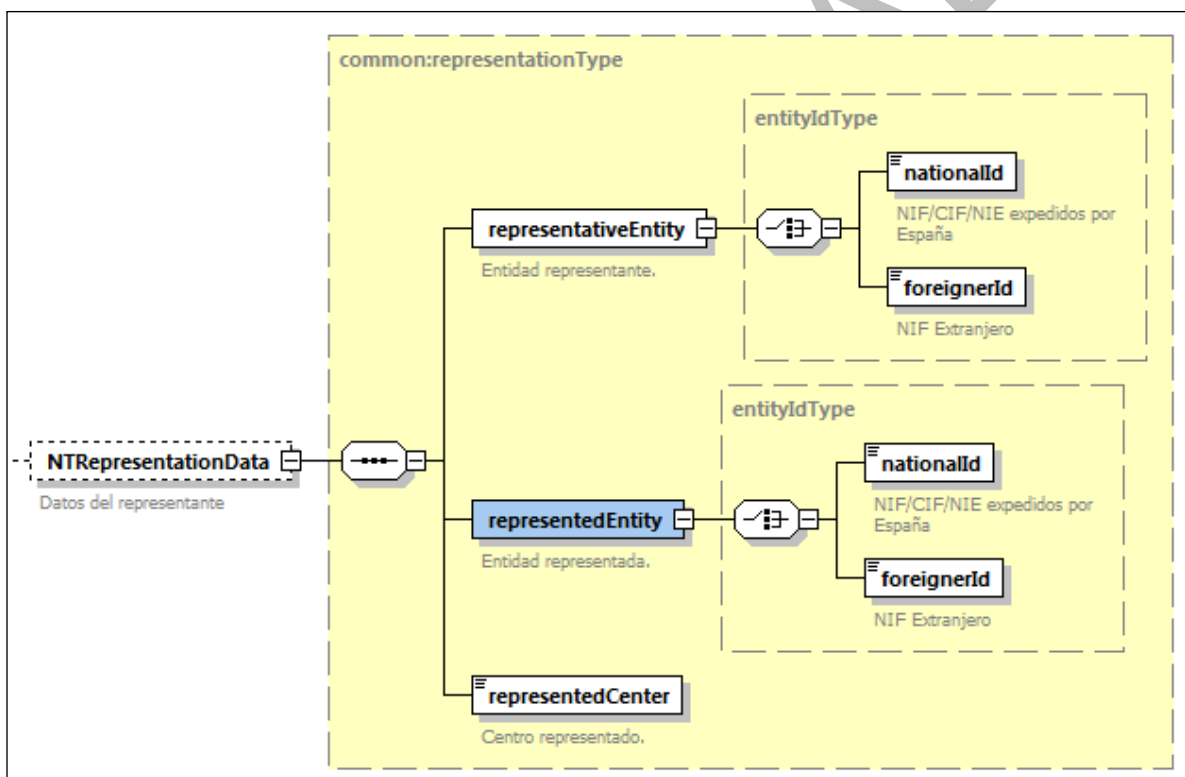 common:representationType
entityIdType
nationalId
NIF/CIF/NIE expedidos por
España
representativeEntity
Entidad representante.
foreignerId
NIF Extranjero
entityIdType
nationalId
NIF/CIF/NIE expedidos por
España
NTRepresentationData
Datos del representante
representedEntity
Entidad representada.
foreignerId
NIF Extranjero
representedCenter
Centro representado.